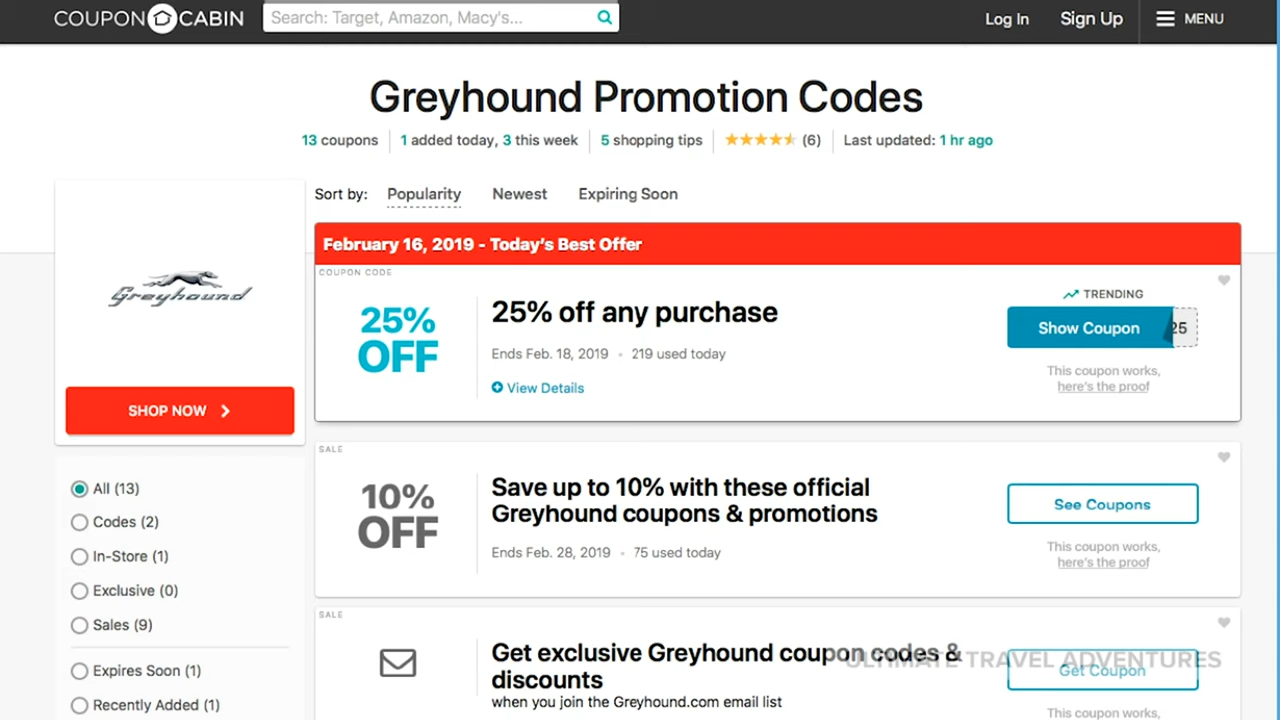 COUPON CABIN
Search: Target, Amazon, Macy's...
Log In
Sign Up
MENU
Greyhound Promotion Codes
13 coupons
1 added today, 3 this week
5 shopping tips
(6)
Last updated: 1 hr ago
Sort by:
Popularity
Newest
Expiring Soon
Greyhound
SHOP NOW
All (13)
Codes (2)
In-Store (1)
Exclusive (0)
Sales (9)
Expires Soon (1)
Recently Added (1)
February 16, 2019 - Today's Best Offer
COUPON CODE
25%
OFF
25% off any purchase
Ends Feb. 18, 2019 • 219 used today
View Details
TRENDING
Show Coupon
25
This coupon works,
here's the proof
SALE
10%
OFF
Save up to 10% with these official
Greyhound coupons & promotions
Ends Feb. 28, 2019 • 75 used today
See Coupons
This coupon works,
here's the proof
SALE
Get exclusive Greyhound coupon codes &
discounts
when you join the Greyhound.com email list
Get Coupon
This coupon works,
ULTIMATE TRAVEL ADVENTURES